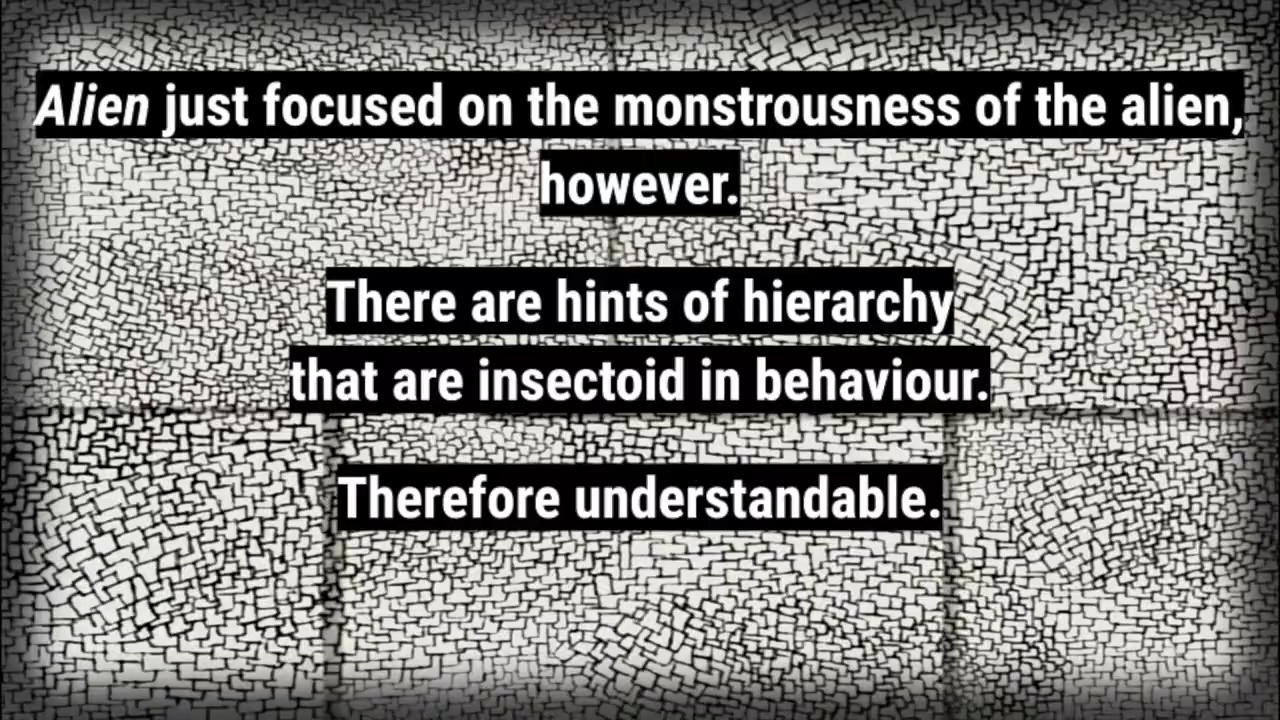 Alien just focused on the monstrousness of the alien,
however.
There are hints of hierarchy
that are insectoid in behaviour.
Therefore understandable.